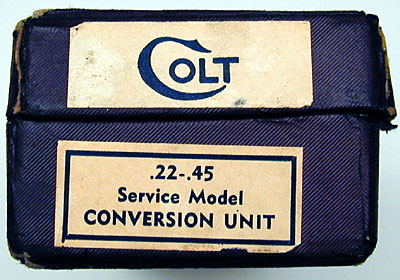 COLT
.22-.45
Service Model
CONVERSION UNIT